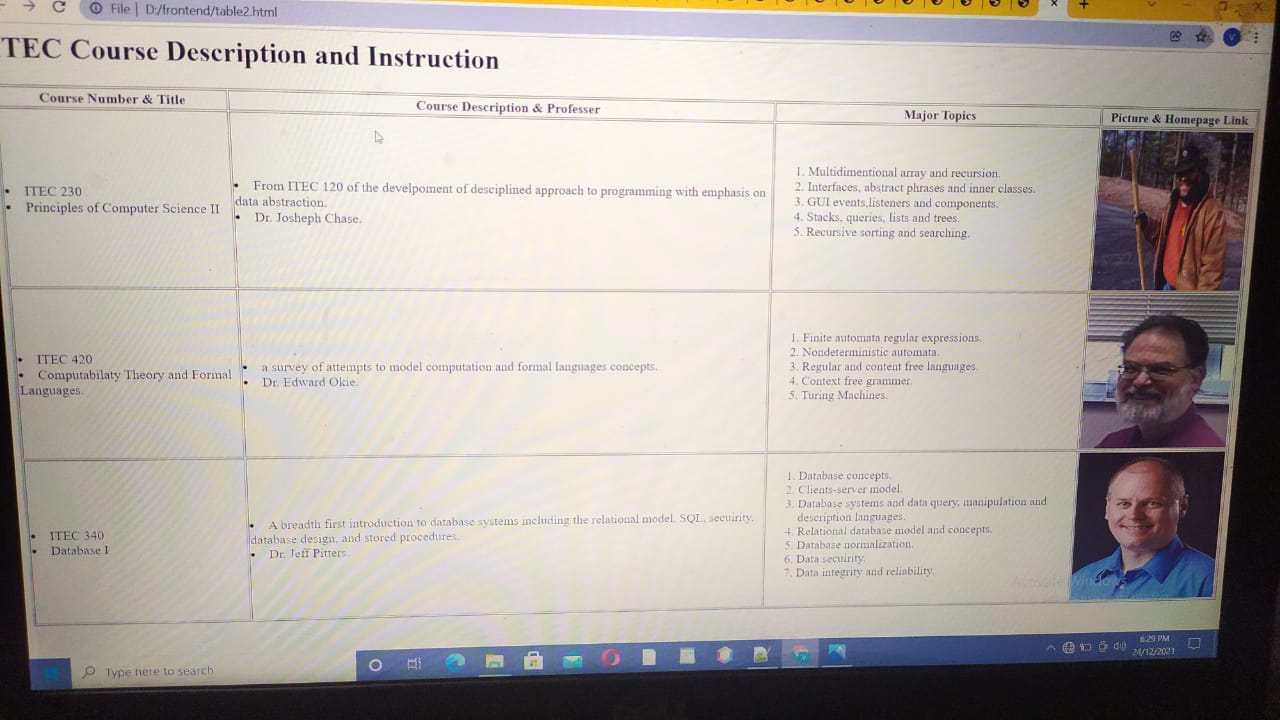 File | D:/frontend/table2.html
TEC Course Description and Instruction
Course Number & Title
Course Description & Professer
Major Topics
Picture & Homepage Link
ITEC 230
Principles of Computer Science II
From ITEC 120 of the develpoment of desciplined approach to programming with emphasis on
data abstraction.
Dr. Josheph Chase.
1. Multidimentional array and recursion.
2. Interfaces, abstract phrases and inner classes.
3. GUI events,listeners and components.
4. Stacks, queries, lists and trees.
5. Recursive sorting and searching.
ITEC 420
Computabilaty Theory and Formal
Languages.
a survey of attempts to model computation and formal languages concepts.
Dr. Edward Okie.
1. Finite automata regular expressions.
2. Nondeterministic automata.
3. Regular and content free languages.
4. Context free grammer.
5. Turing Machines.
ITEC 340
Database I
A breadth first introduction to database systems including the relational model, SQL, secuirity,
database design, and stored procedures.
Dr. Jeff Pitters.
1. Database concepts.
2. Clients-server model.
3. Database systems and data query, manipulation and
description languages.
4. Relational database model and concepts.
5. Database normalization.
6. Data secuirity.
7. Data integrity and reliability.
Activate Windows
Type here to search
6:29 PM
24/12/2021